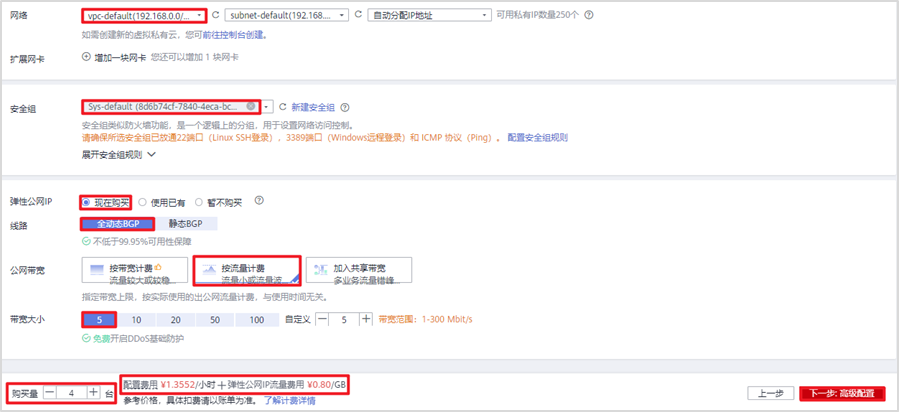 网络 vpc-default(192.168.0.0/... subnet-default(192.168.... 自动分配IP地址 可用私有IP数量250个
如需创建新的虚拟私有云，您可前往控制台创建。
扩展网卡 增加一块网卡 您还可以增加 1 块网卡
安全组 Sys-default (8d6b74cf-7840-4eca-bc... 新建安全组
安全组类似防火墙功能，是一个逻辑上的分组，用于设置网络访问控制。
请确保所选安全组已放通22端口（Linux SSH登录），3389端口（Windows远程登录）和 ICMP 协议（Ping）。 配置安全组规则
展开安全组规则
弹性公网IP 现在购买 使用已有 暂不购买
线路 全动态BGP 静态BGP
不低于99.95%可用性保障
公网带宽 按带宽计费 按流量计费 加入共享带宽
流量较大或较稳... 流量小或流量波... 多业务流量错峰...
指定带宽上限，按实际使用的出公网流量计费，与使用时间无关。
带宽大小 5 10 20 50 100 自定义 5 带宽范围：1-300 Mbit/s
免费开启DDoS基础防护
购买量 4 台 配置费用 ¥1.3552/小时 + 弹性公网IP流量费用 ¥0.80/GB 上一步 下一步: 高级配置
参考价格，具体扣费请以账单为准。 了解计费详情